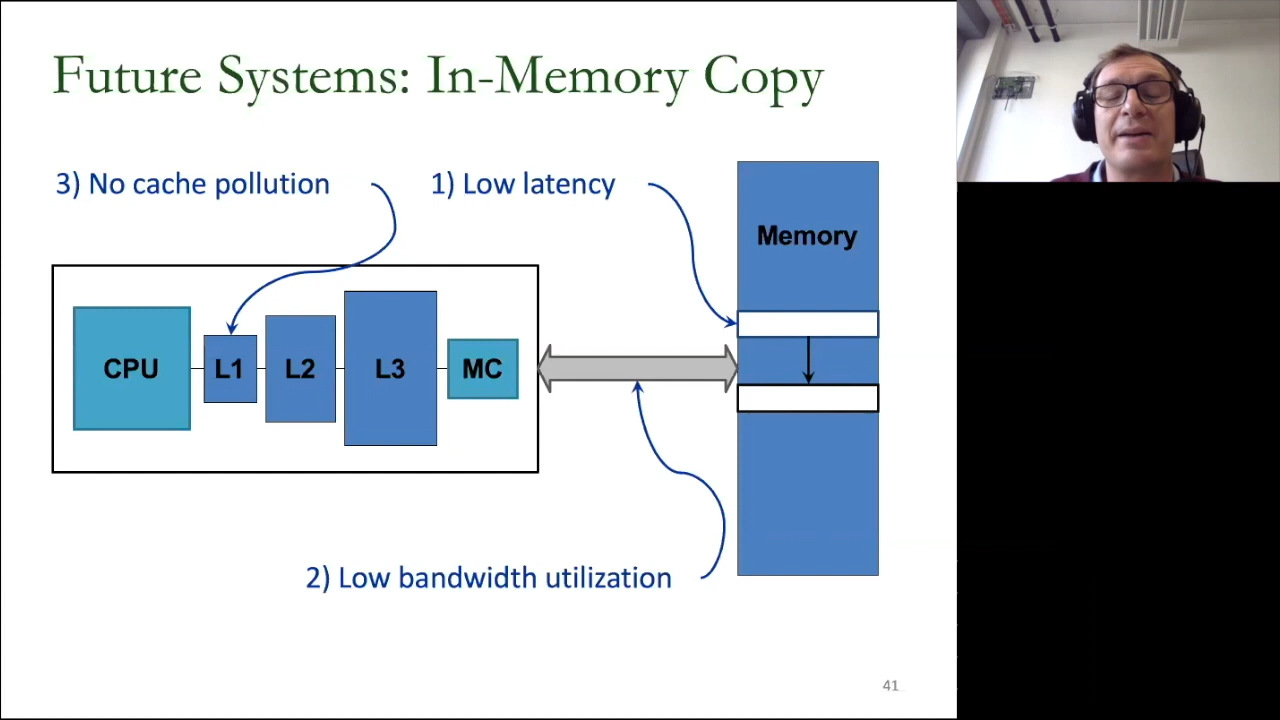 Future Systems: In-Memory Copy
3) No cache pollution
1) Low latency
Memory
CPU
L1
L2
L3
MC
2) Low bandwidth utilization
41